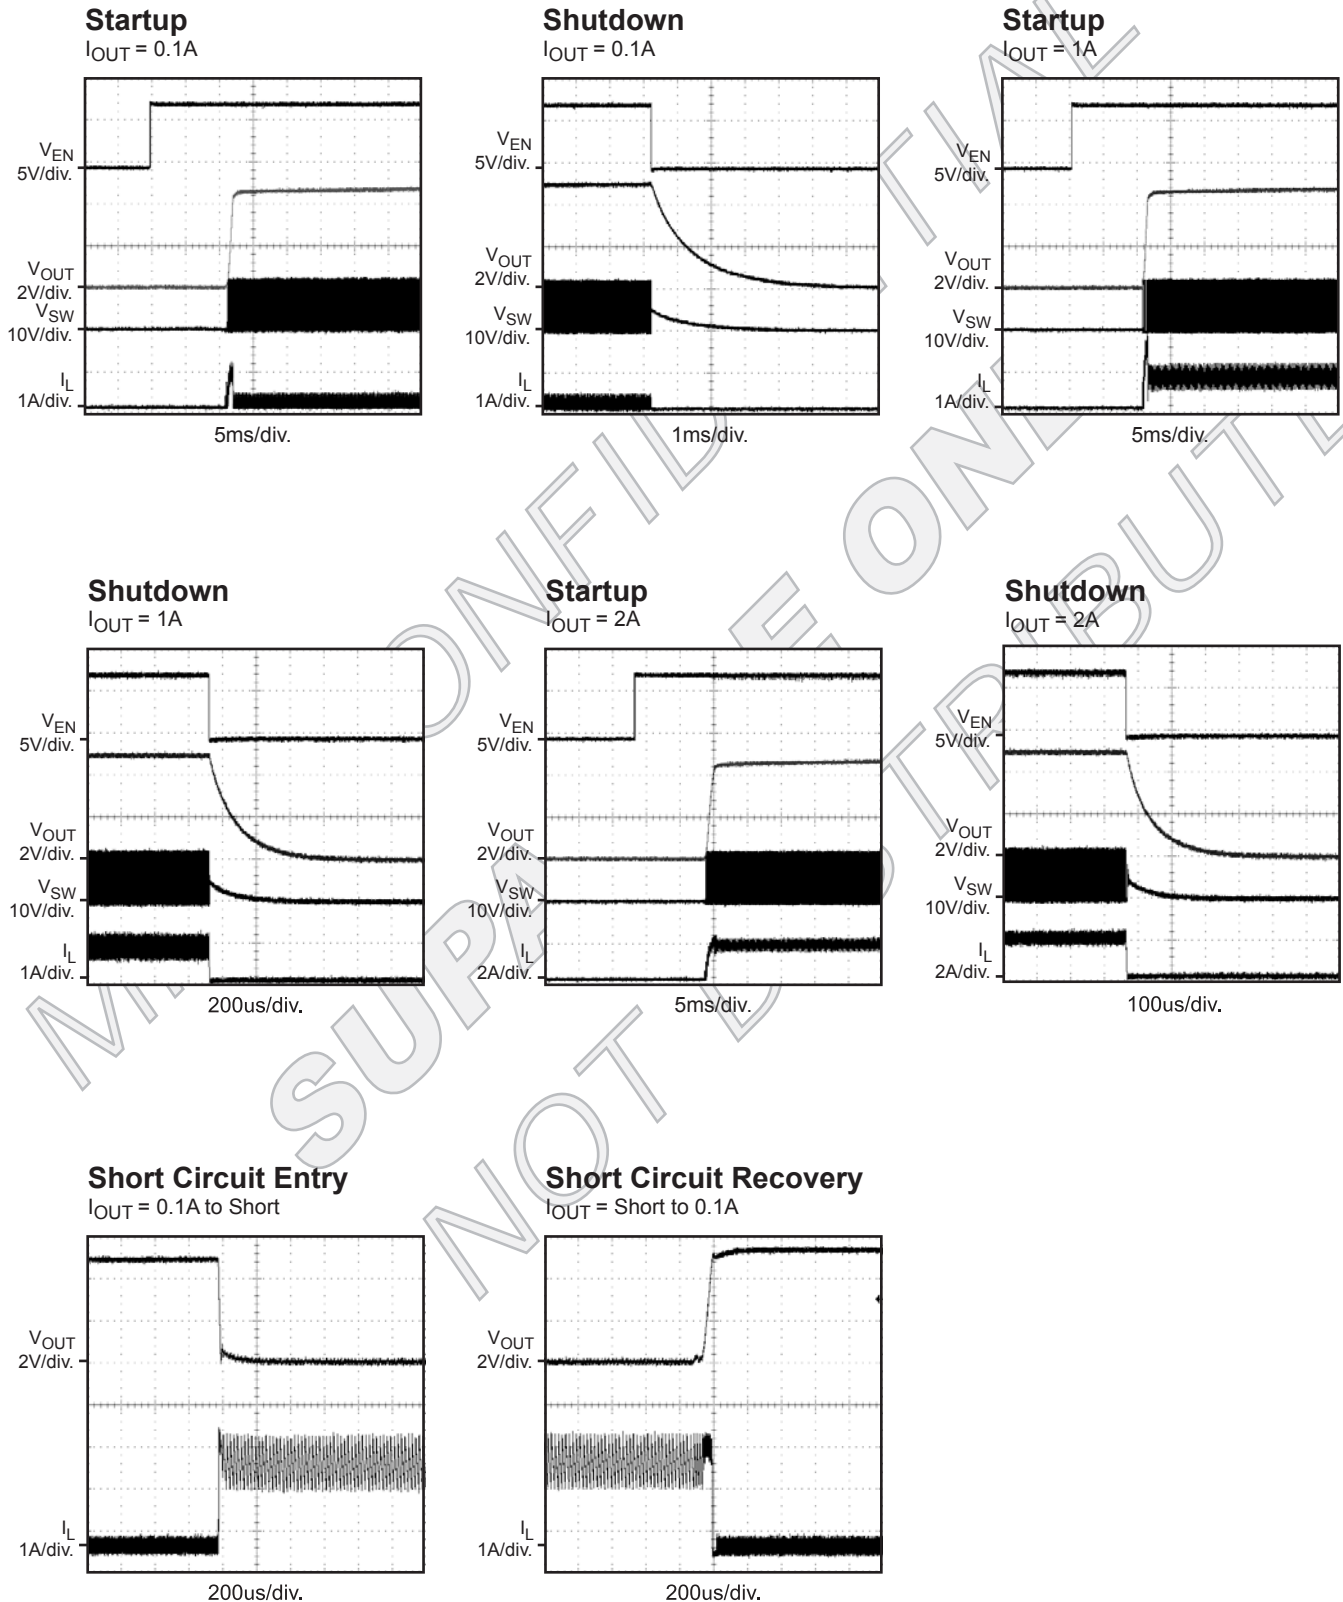 Startup
IOUT = 0.1A
VEN
5V/div.
VOUT
2V/div.
VSW
10V/div.
IL
1A/div.
5ms/div.
Shutdown
IOUT = 0.1A
VEN
5V/div.
VOUT
2V/div.
VSW
10V/div.
IL
1A/div.
1ms/div.
Startup
IOUT = 1A
VEN
5V/div.
VOUT
2V/div.
VSW
10V/div.
IL
1A/div.
5ms/div.
Shutdown
IOUT = 1A
VEN
5V/div.
VOUT
2V/div.
VSW
10V/div.
IL
1A/div.
200us/div.
Startup
IOUT = 2A
VEN
5V/div.
VOUT
2V/div.
VSW
10V/div.
IL
2A/div.
5ms/div.
Shutdown
IOUT = 2A
VEN
5V/div.
VOUT
2V/div.
VSW
10V/div.
IL
2A/div.
100us/div.
Short Circuit Entry
IOUT = 0.1A to Short
VOUT
2V/div.
IL
1A/div.
200us/div.
Short Circuit Recovery
IOUT = Short to 0.1A
VOUT
2V/div.
IL
1A/div.
200us/div.
NOT